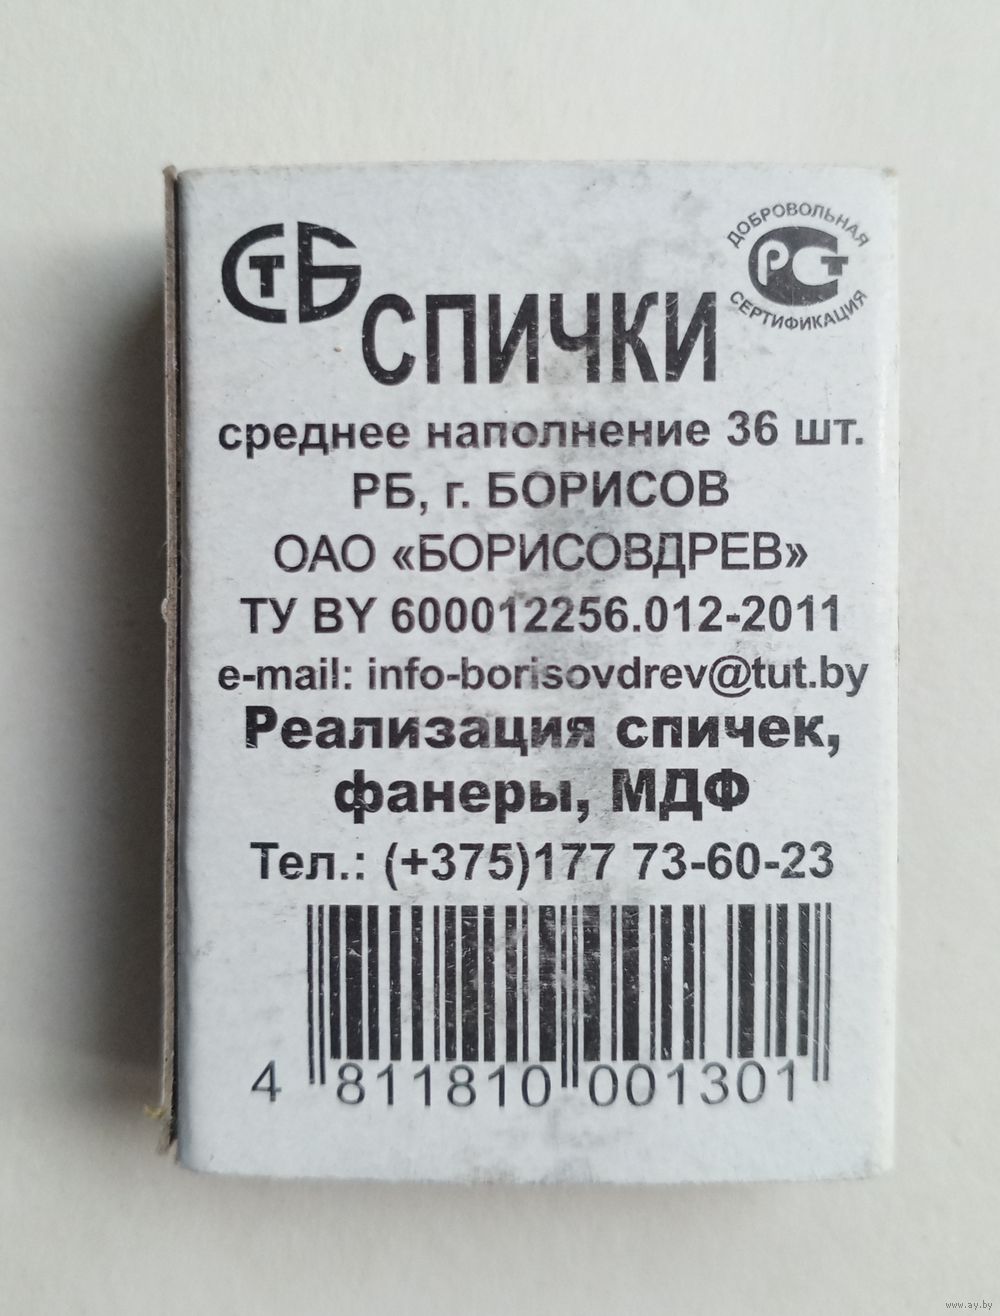 СТБ
ДОБРОВОЛЬНАЯ
РСТ
СЕРТИФИКАЦИЯ
СПИЧКИ
среднее наполнение 36 шт.
РБ, г. БОРИСОВ
ОАО «БОРИСОВДРЕВ»
ТУ BY 600012256.012-2011
e-mail: info-borisovdrev@tut.by
Реализация спичек,
фанеры, МДФ
Тел.: (+375)177 73-60-23
4 811810 001301
www.ay.by